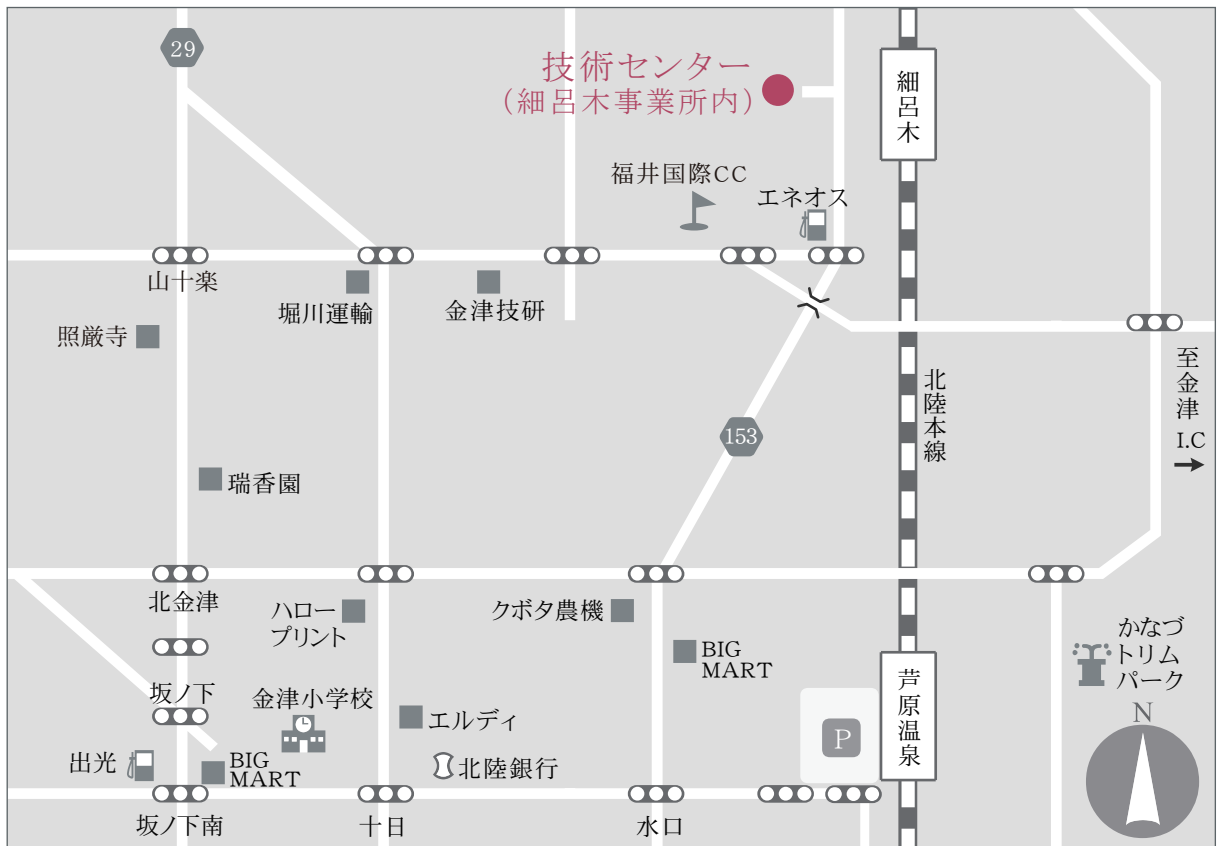 29
技術センター
（細呂木事業所内）
細呂木
福井国際CC
エネオス
山十楽
堀川運輸
金津技研
照厳寺
至金津
I.C
北陸本線
153
瑞香園
北金津
ハロー
プリント
クボタ農機
BIG
MART
かなづ
トリム
パーク
坂ノ下
金津小学校
エルディ
芦原温泉
P
N
出光
BIG
MART
北陸銀行
坂ノ下南
十日
水口